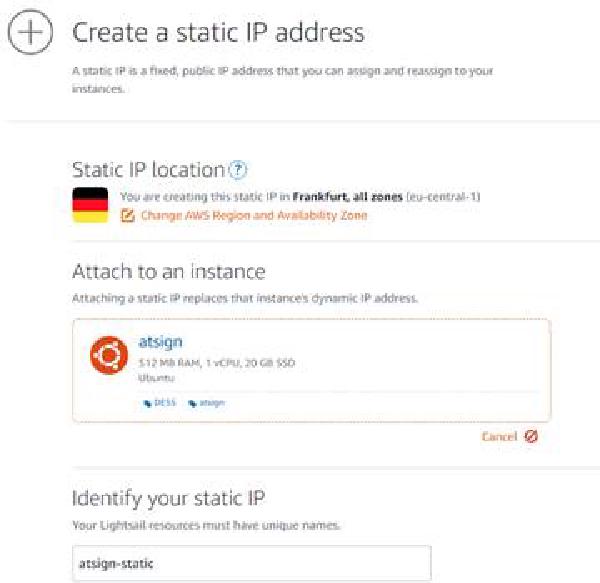 Create a static IP address
A static IP is a fixed, public IP address that you can assign and reassign to your
instances.
Static IP location ?
You are creating this static IP in Frankfurt, all zones (eu-central-1)
Change AWS Region and Availability Zone
Attach to an instance
Attaching a static IP replaces that instance's dynamic IP address.
atsign
512 MB RAM, 1 vCPU, 20 GB SSD
Ubuntu
DESS atsign
Cancel
Identify your static IP
Your Lightsail resources must have unique names.
atsign-static